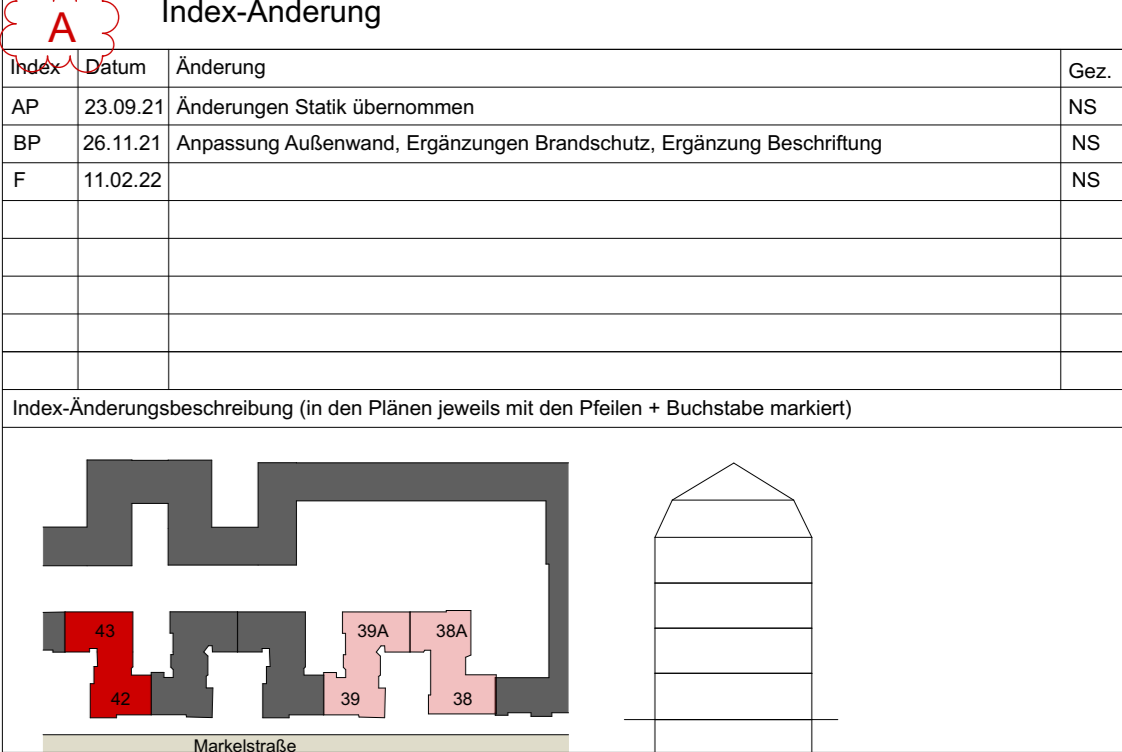 A
Index-Änderung
Index Datum Änderung Gez.
AP 23.09.21 Änderungen Statik übernommen NS
BP 26.11.21 Anpassung Außenwand, Ergänzungen Brandschutz, Ergänzung Beschriftung NS
F 11.02.22 NS
Index-Änderungsbeschreibung (in den Plänen jeweils mit den Pfeilen + Buchstabe markiert)
43 39A 38A
42 39 38
Markelstraße